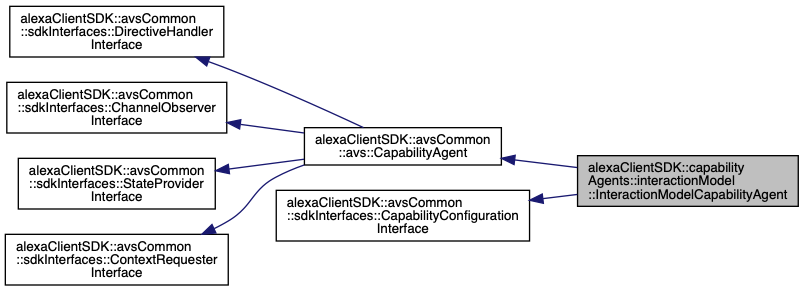 alexaClientSDK::avsCommon
::sdkInterfaces::DirectiveHandler
Interface
alexaClientSDK::avsCommon
::sdkInterfaces::ChannelObserver
Interface
alexaClientSDK::avsCommon
::avs::CapabilityAgent
alexaClientSDK::avsCommon
::sdkInterfaces::StateProvider
Interface
alexaClientSDK::capability
Agents::interactionModel
::InteractionModelCapabilityAgent
alexaClientSDK::avsCommon
::sdkInterfaces::CapabilityConfiguration
Interface
alexaClientSDK::avsCommon
::sdkInterfaces::ContextRequester
Interface